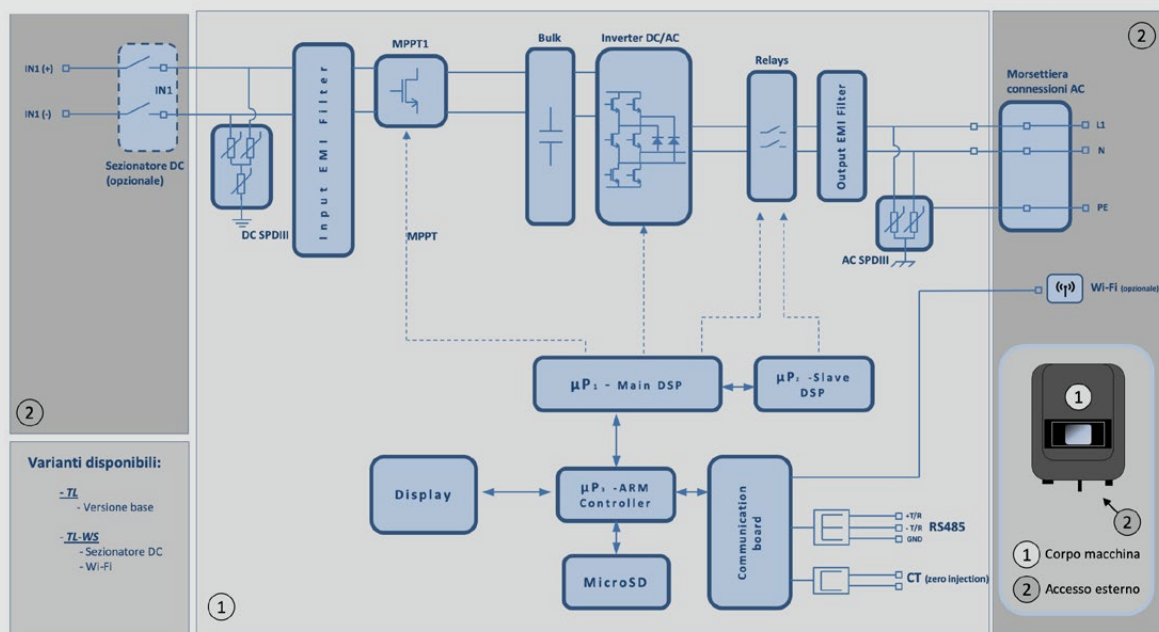 2
IN1 (+)
IN1 (-)
IN1
Sezionatore DC
(opzionale)
DC SPDIII
Input EMI Filter
MPPT1
MPPT
Bulk
Inverter DC/AC
Relays
Output EMI Filter
AC SPDIII
2
Morsettiera
connessioni AC
L1
N
PE
Wi-Fi (opzionale)
µP₁ - Main DSP
µP₂ -Slave
DSP
Display
µP₃ -ARM
Controller
MicroSD
Communication
board
+T/R
- T/R
GND
RS485
CT (zero injection)
1
Varianti disponibili:
- TL
- Versione base
- TL-WS
- Sezionatore DC
- Wi-Fi
1
2
1 Corpo macchina
2 Accesso esterno